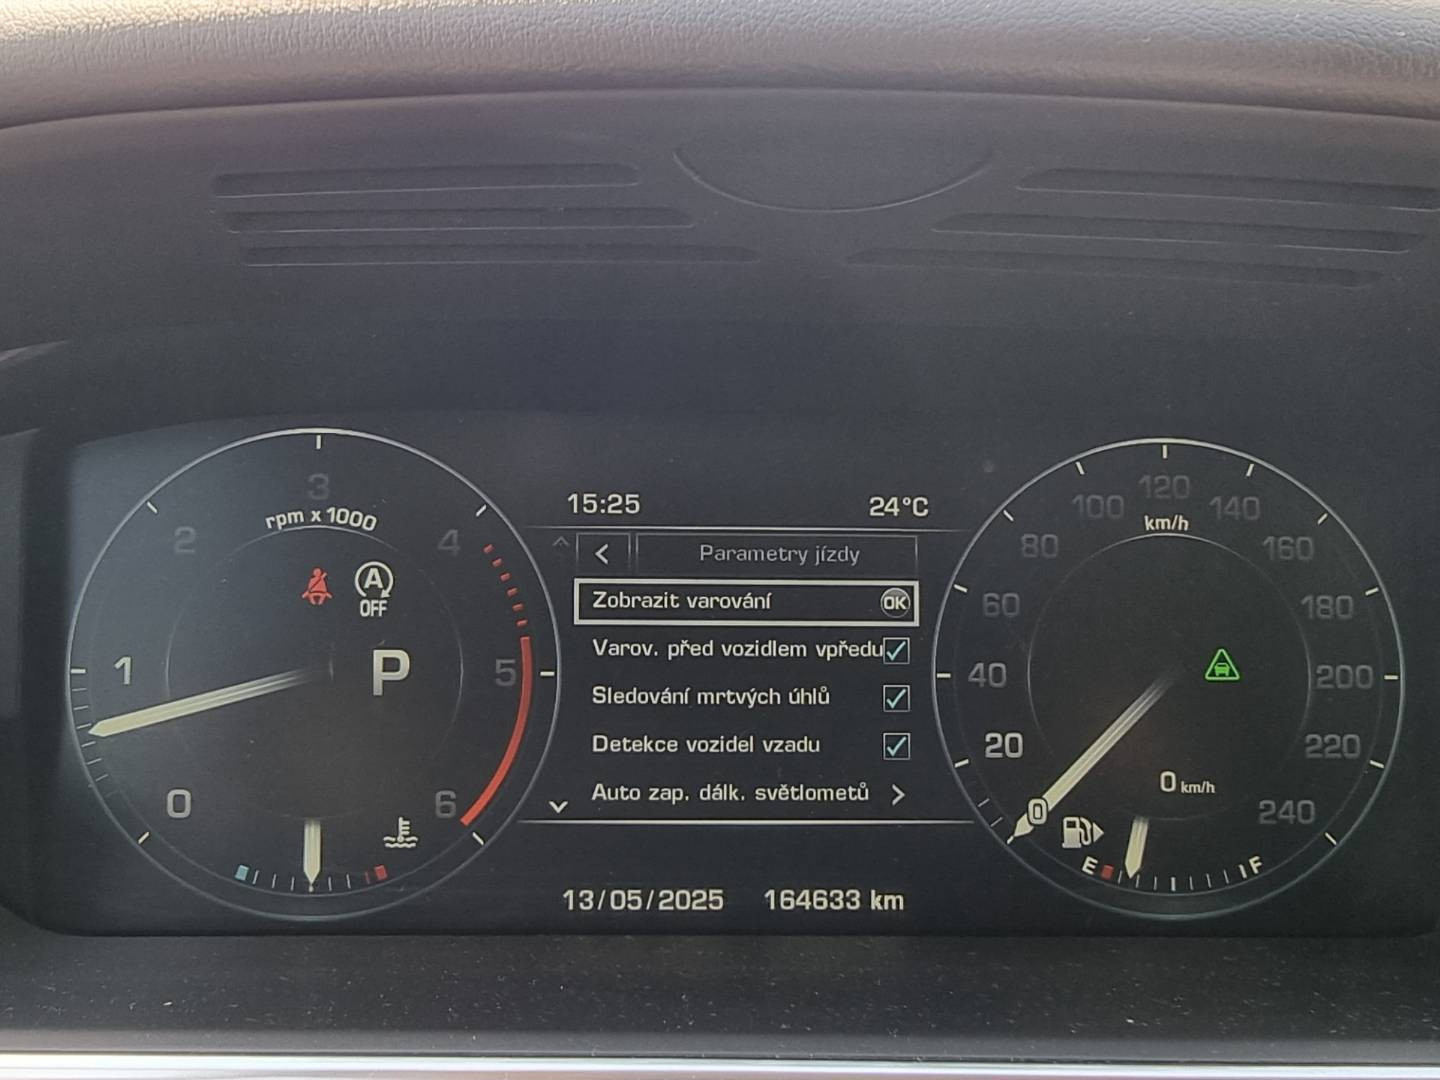 15:25 24°C
< Parametry jízdy
Zobrazit varování OK
Varov. před vozidlem vpředu
Sledování mrtvých úhlů
Detekce vozidel vzadu
Auto zap. dálk. světlometů >
13/05/2025 164633 km
0 1 2 3 4 5 6
rpm x 1000
A
OFF
P
0 20 40 60 80 100 120 140 160 180 200 220 240
km/h
0 km/h
E F